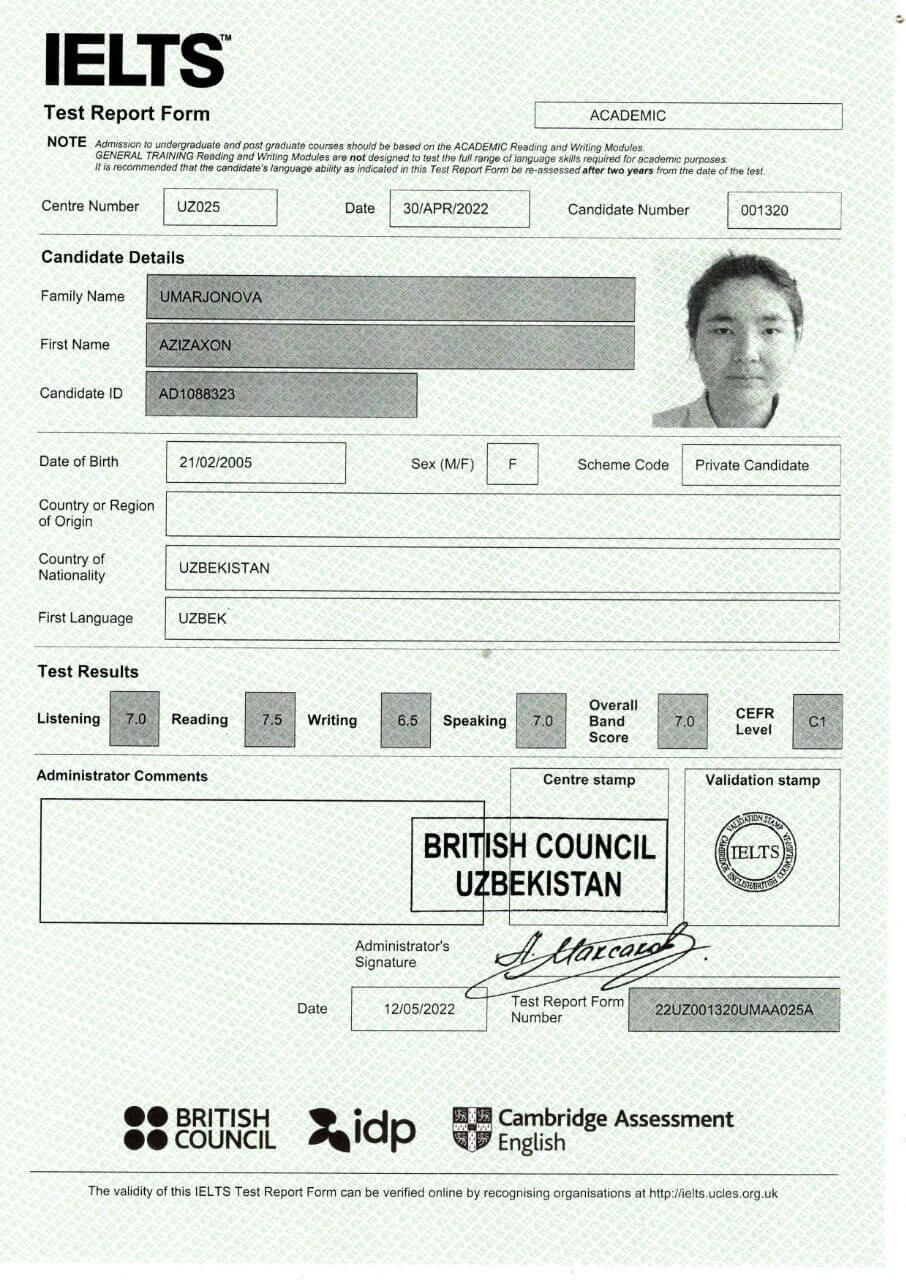 IELTS™
Test Report Form
ACADEMIC
NOTE Admission to undergraduate and post graduate courses should be based on the ACADEMIC Reading and Writing Modules.
GENERAL TRAINING Reading and Writing Modules are not designed to test the full range of language skills required for academic purposes.
It is recommended that the candidate's language ability as indicated in this Test Report Form be re-assessed after two years from the date of the test.
Centre Number UZ025 Date 30/APR/2022 Candidate Number 001320
Candidate Details
Family Name UMARJONOVA
First Name AZIZAXON
Candidate ID AD1088323
Date of Birth 21/02/2005 Sex (M/F) F Scheme Code Private Candidate
Country or Region
of Origin
Country of
Nationality UZBEKISTAN
First Language UZBEK
Test Results
Listening 7.0 Reading 7.5 Writing 6.5 Speaking 7.0 Overall
Band
Score 7.0 CEFR
Level C1
Administrator Comments
Centre stamp
BRITISH COUNCIL
UZBEKISTAN
Validation stamp
VALIDATION STAMP
IELTS
Administrator's
Signature
Date 12/05/2022
Test Report Form
Number 22UZ001320UMAA025A
BRITISH
COUNCIL
idp
Cambridge Assessment
English
The validity of this IELTS Test Report Form can be verified online by recognising organisations at http://ielts.ucles.org.uk